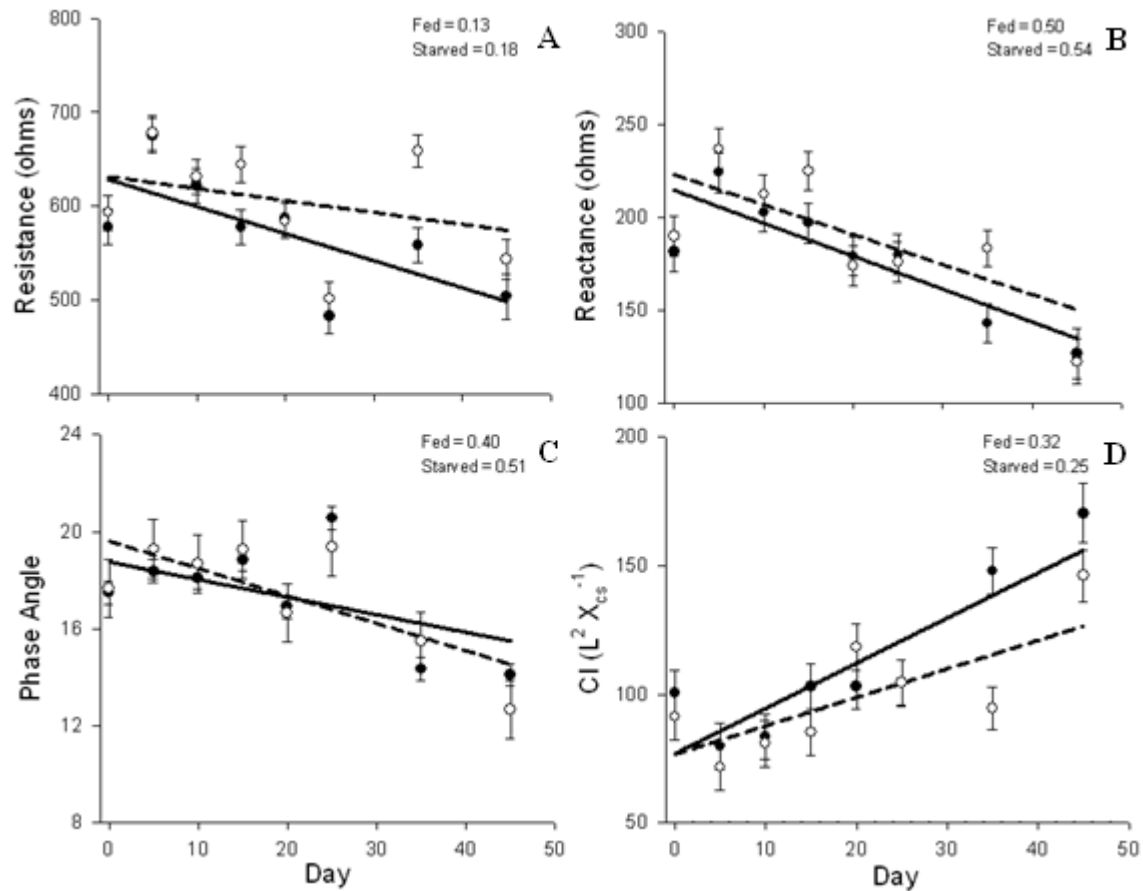 800
700
600
500
400
Resistance (ohms)
Fed = 0.13
Starved = 0.18
A
300
250
200
150
100
Reactance (ohms)
Fed = 0.50
Starved = 0.54
B
24
20
16
12
8
Phase Angle
Fed = 0.40
Starved = 0.51
C
0 10 20 30 40 50
Day
200
150
100
50
CI (L² Xcs⁻¹)
Fed = 0.32
Starved = 0.25
D
0 10 20 30 40 50
Day